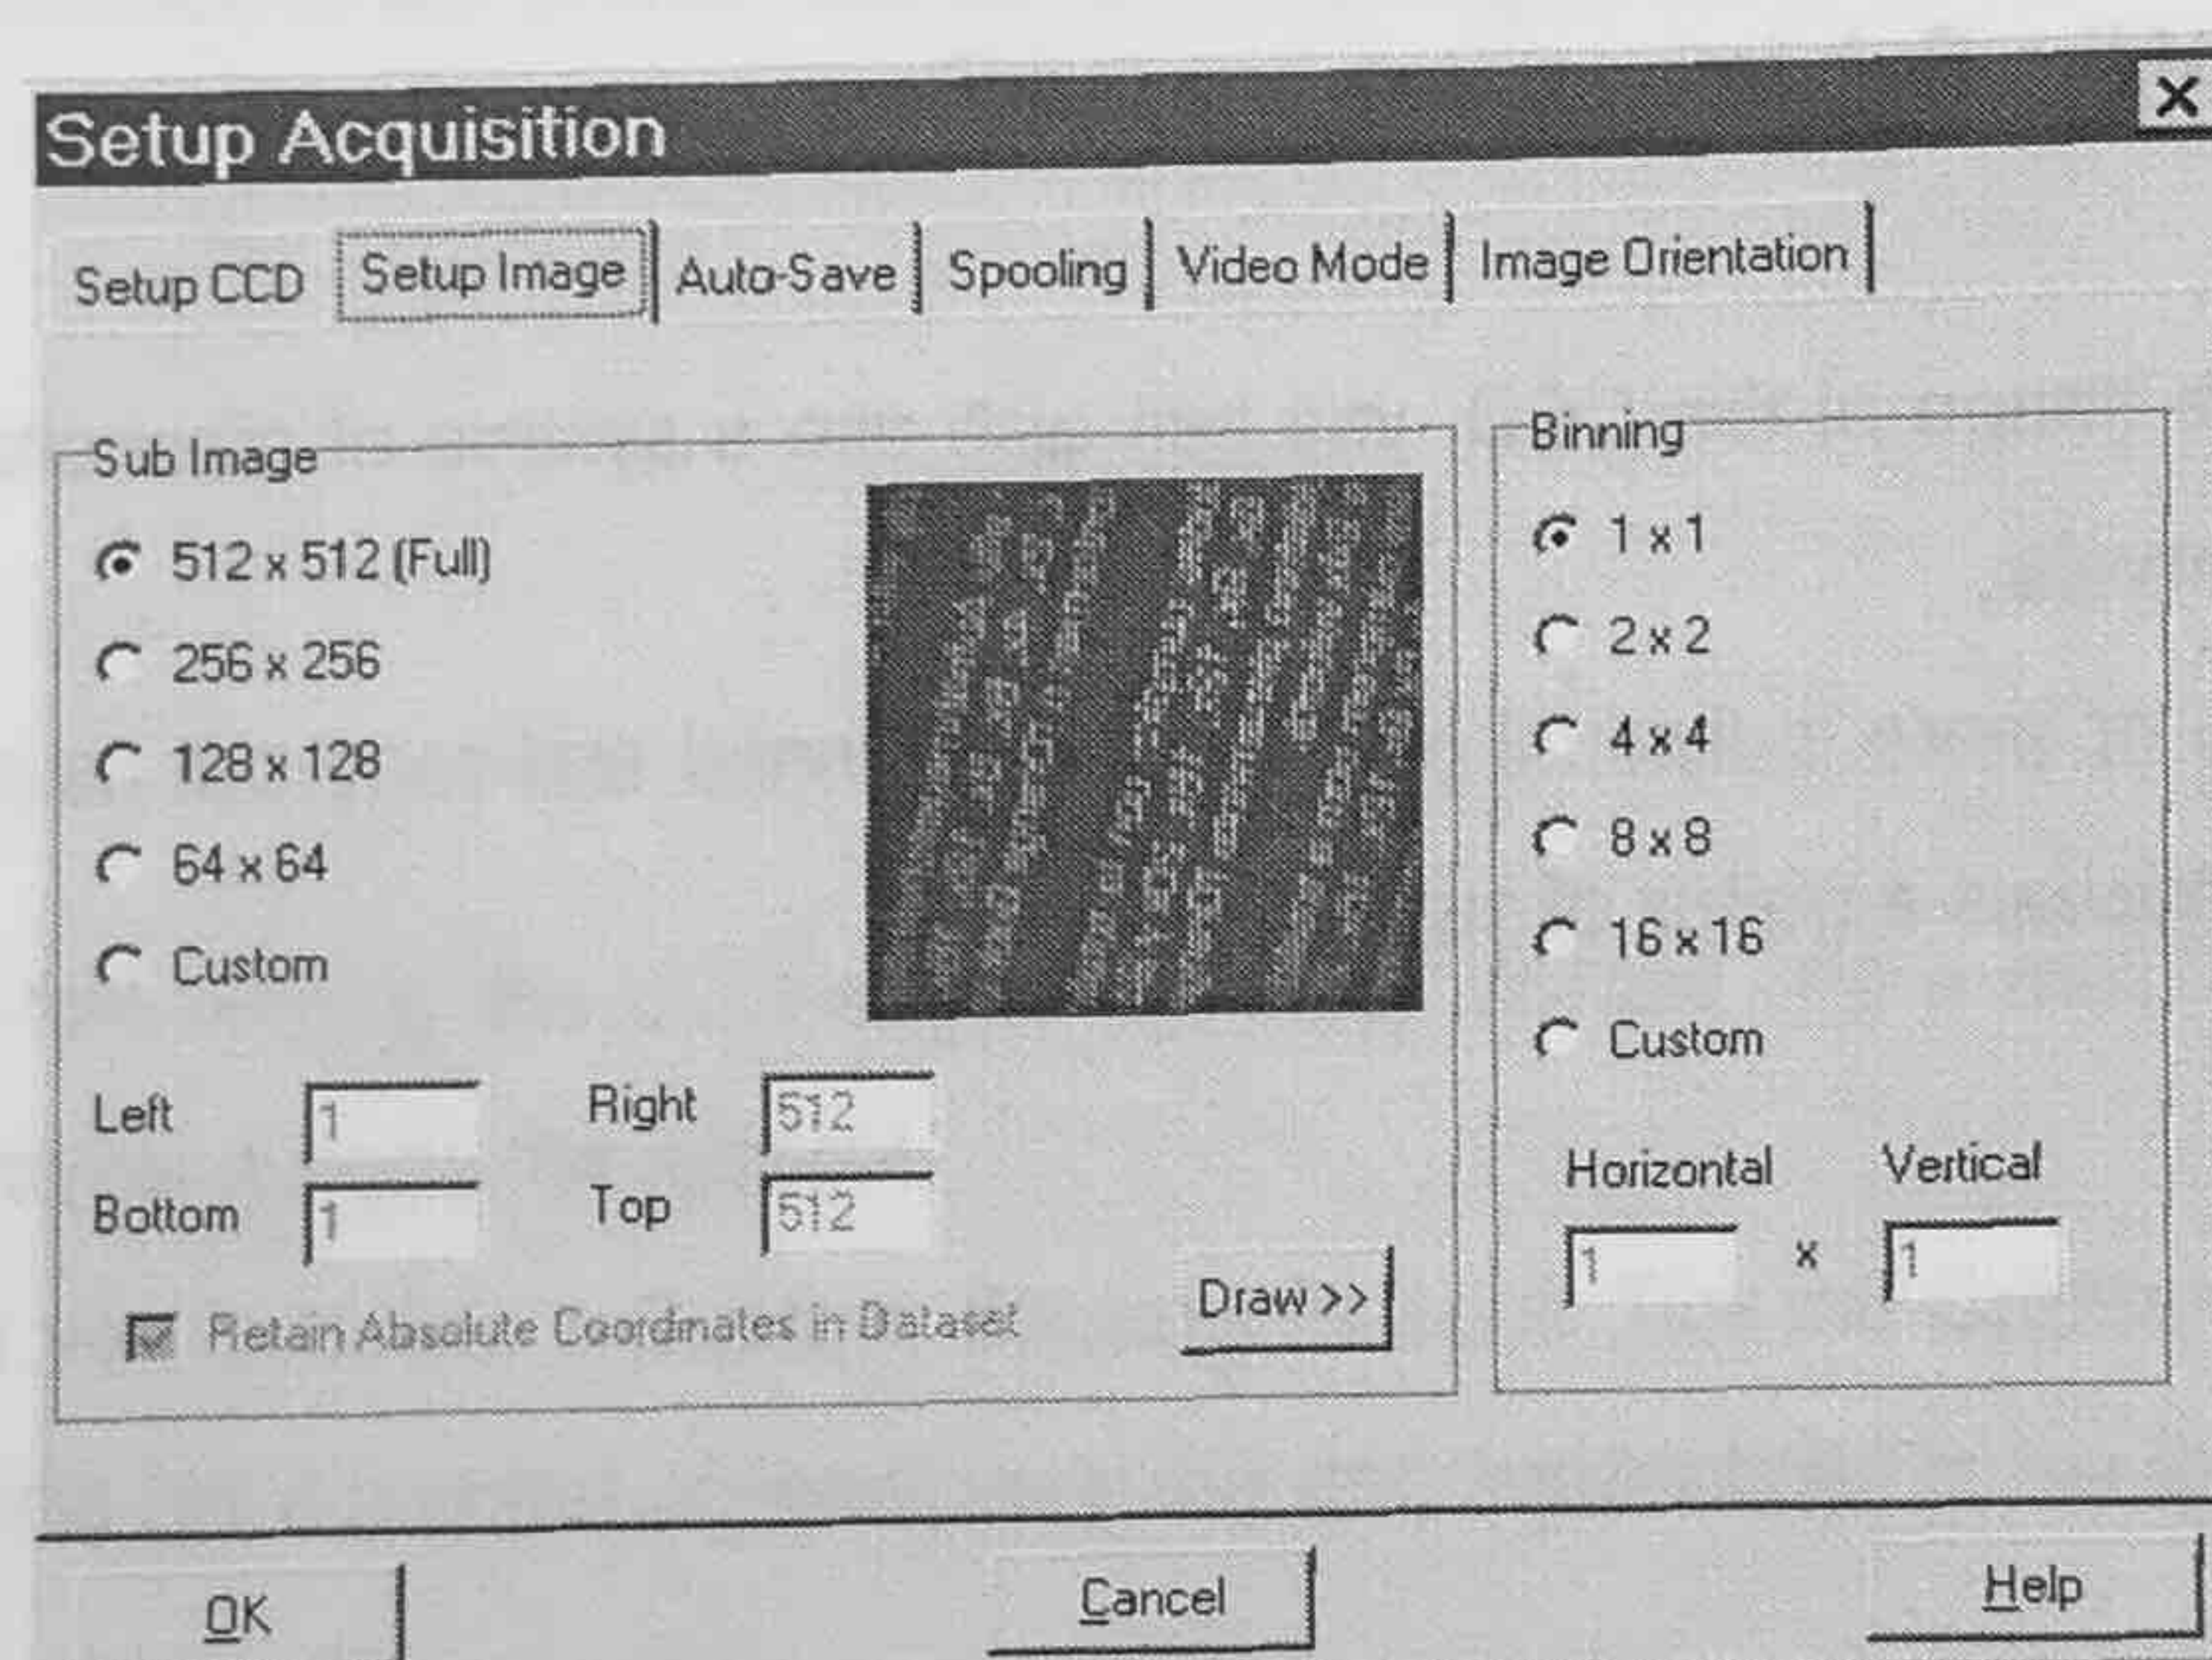 Setup Acquisition
Setup CCD Setup Image Auto-Save Spooling Video Mode Image Orientation
Sub Image
512 x 512 (Full)
256 x 256
128 x 128
64 x 64
Custom
Left 1 Right 512
Bottom 1 Top 512
Retain Absolute Coordinates in Dataset
Draw >>
Binning
1 x 1
2 x 2
4 x 4
8 x 8
16 x 16
Custom
Horizontal Vertical
1 x 1
OK Cancel Help